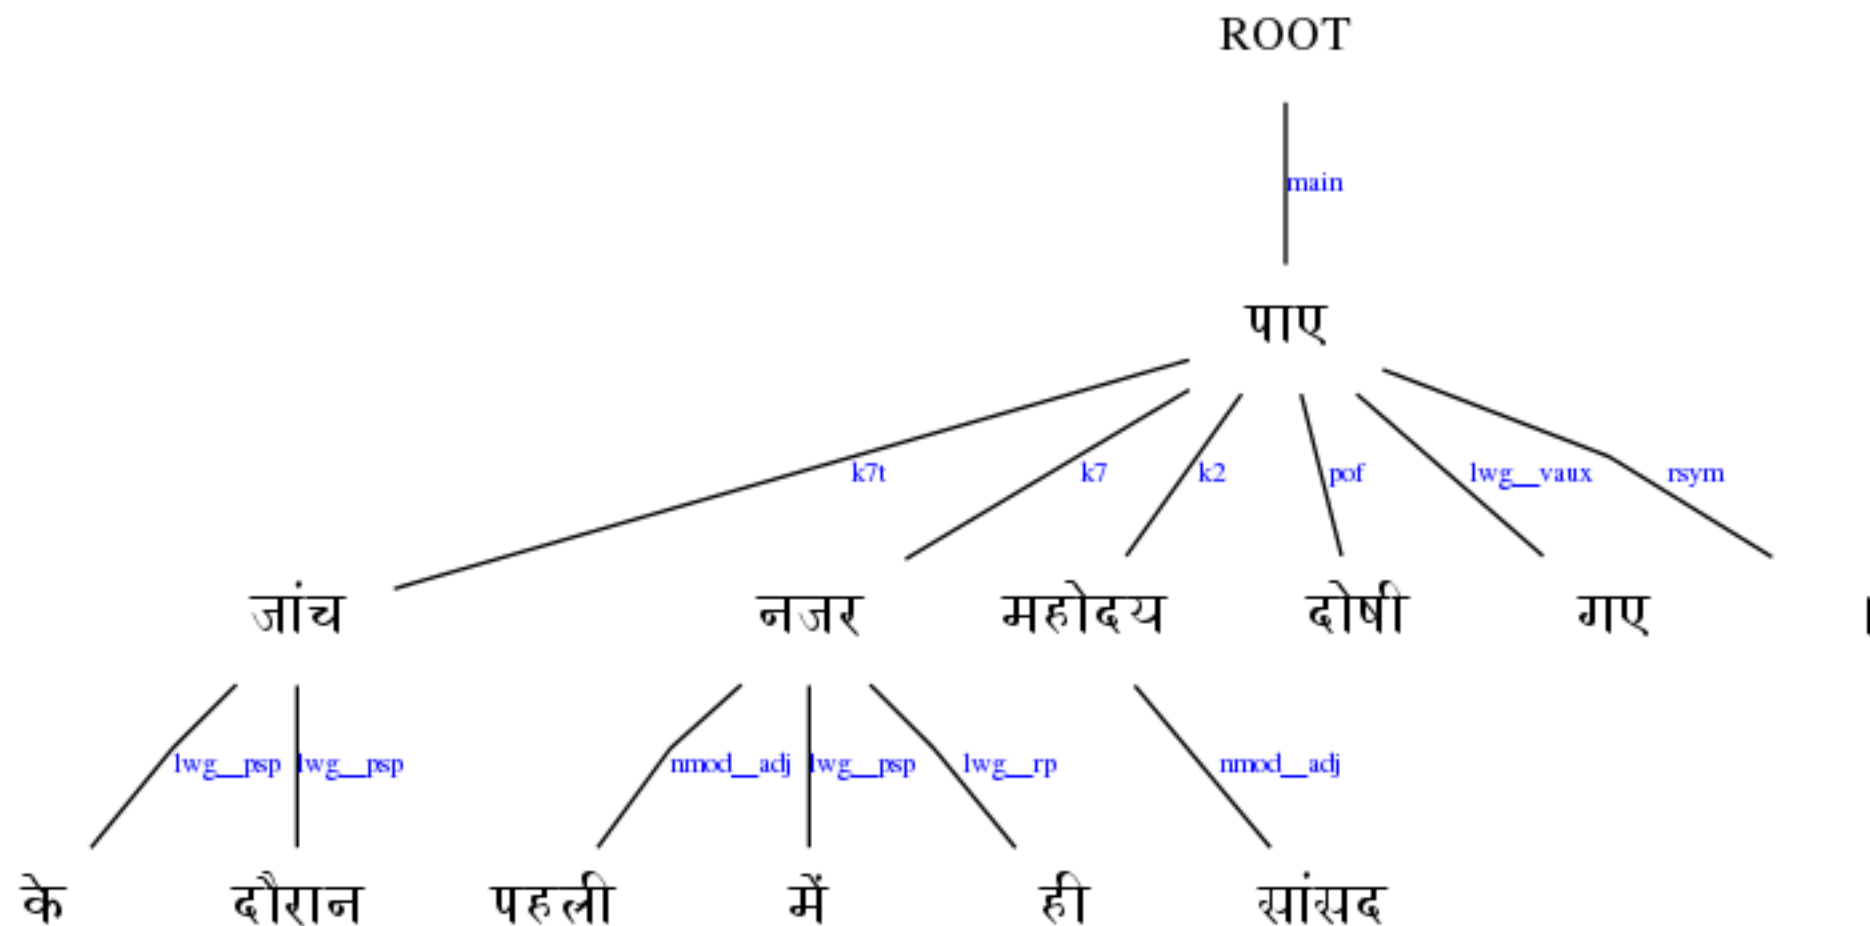 ROOT
main
पाए
k7t k7 k2 pof lwg__vaux rsym
जांच नजर महोदय दोषी गए ।
lwg__psp lwg__psp nmod__adj lwg__psp lwg__rp nmod__adj
के दौरान पहली में ही सांसद